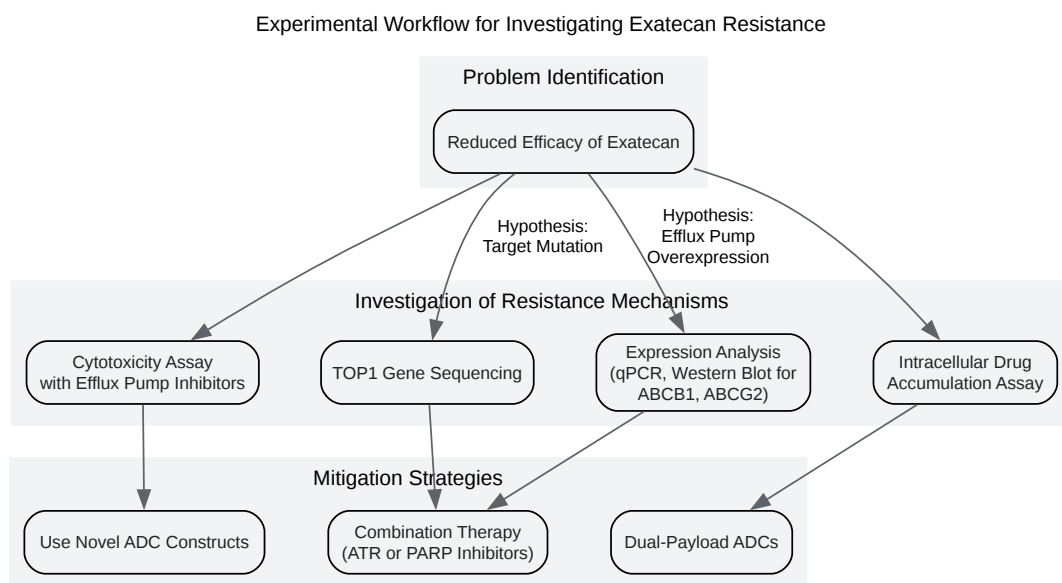 Experimental Workflow for Investigating Exatecan Resistance
Problem Identification
Reduced Efficacy of Exatecan
Hypothesis:
Target Mutation
Hypothesis:
Efflux Pump
Overexpression
Investigation of Resistance Mechanisms
Cytotoxicity Assay
with Efflux Pump Inhibitors
TOP1 Gene Sequencing
Expression Analysis
(qPCR, Western Blot for
ABCB1, ABCG2)
Intracellular Drug
Accumulation Assay
Mitigation Strategies
Use Novel ADC Constructs
Combination Therapy
(ATR or PARP Inhibitors)
Dual-Payload ADCs